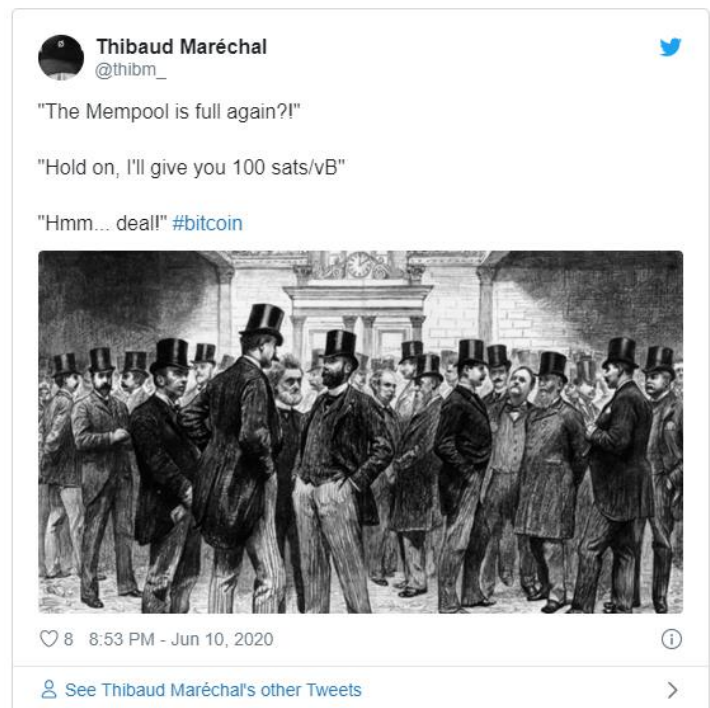 Thibaud Maréchal
@thibm_
"The Mempool is full again?!"
"Hold on, I'll give you 100 sats/vB"
"Hmm... deal!" #bitcoin
8 8:53 PM - Jun 10, 2020
See Thibaud Maréchal's other Tweets